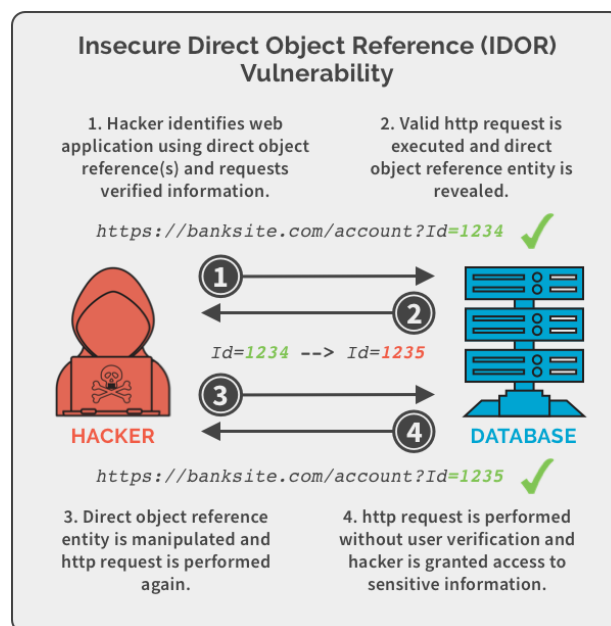 Insecure Direct Object Reference (IDOR)
Vulnerability
1. Hacker identifies web
application using direct object
reference(s) and requests
verified information.
2. Valid http request is
executed and direct
object reference entity is
revealed.
https://banksite.com/account?Id=1234
1
2
Id=1234 --> Id=1235
3
4
HACKER
DATABASE
https://banksite.com/account?Id=1235
3. Direct object reference
entity is manipulated and
http request is performed
again.
4. http request is performed
without user verification and
hacker is granted access to
sensitive information.